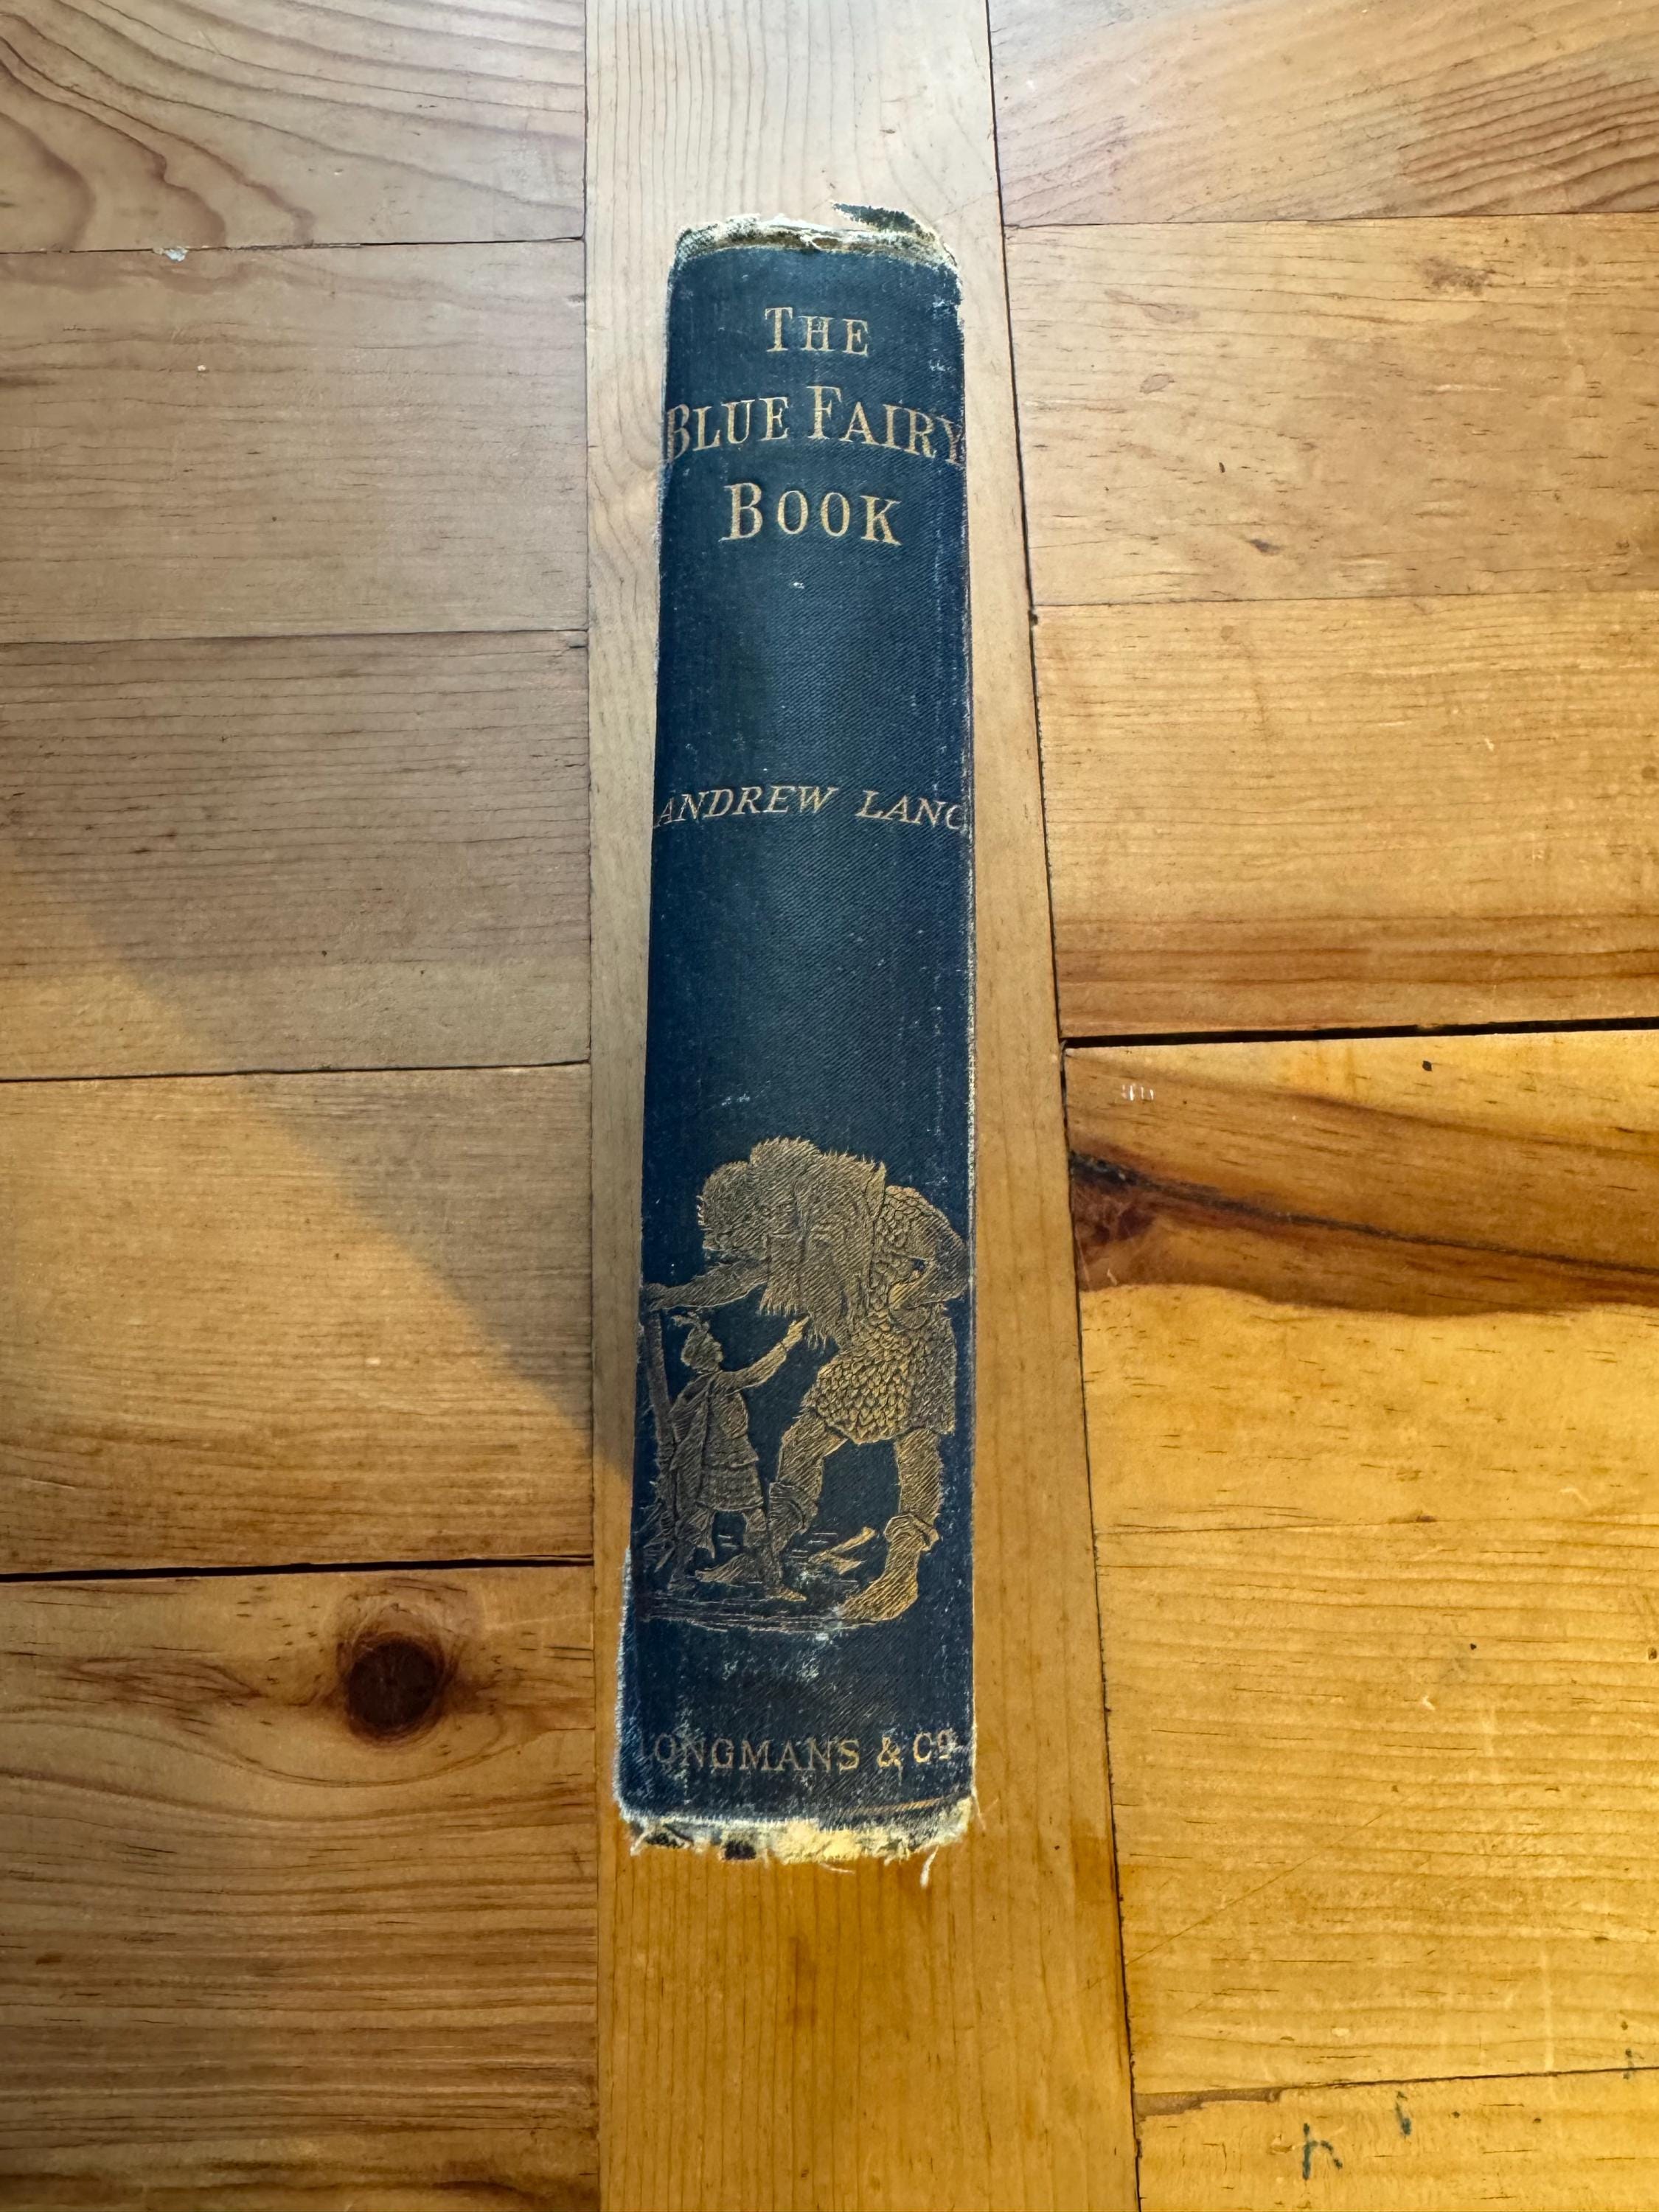 THE
BLUE FAIRY
BOOK
ANDREW LANG
LONGMANS & Co